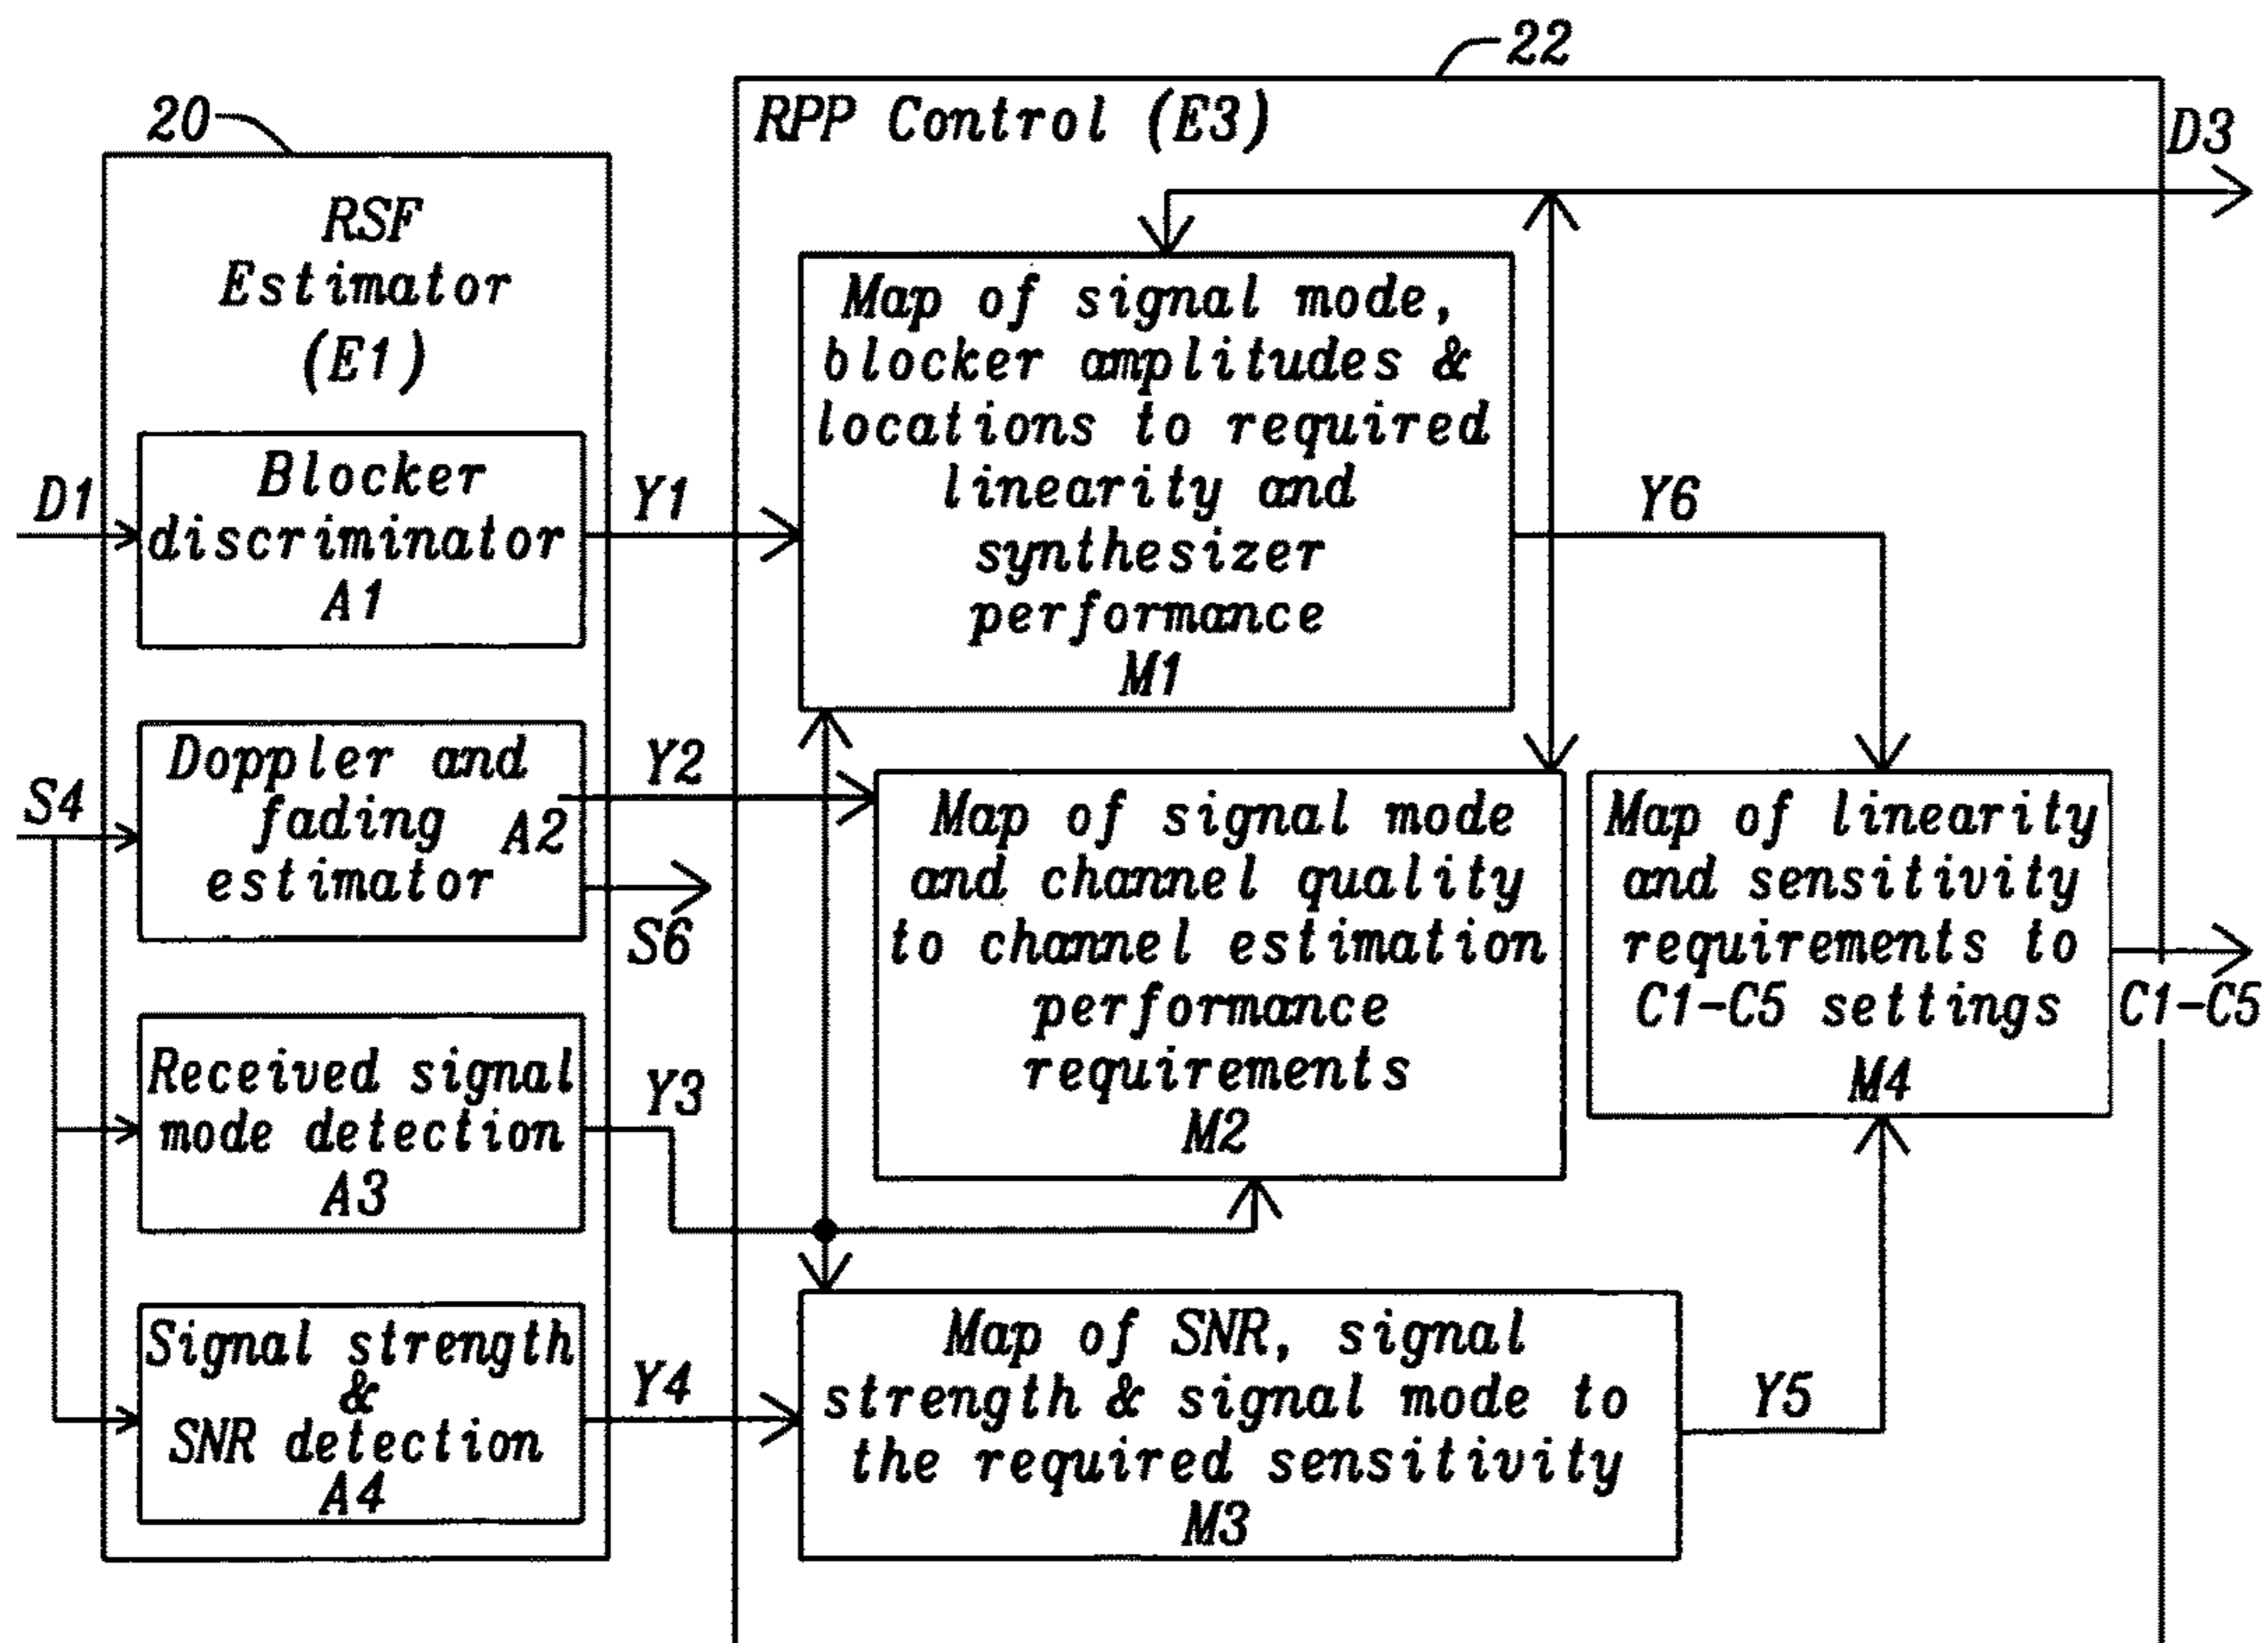 22
RPP Control (E3)
D3
20
RSF
Estimator
(E1)
D1
Blocker
discriminator
A1
Y1
Map of signal mode,
blocker amplitudes &
locations to required
linearity and
synthesizer
performance
M1
Y6
S4
Doppler and
fading
estimator
A2
Y2
S6
Map of signal mode
and channel quality
to channel estimation
performance
requirements
M2
Map of linearity
and sensitivity
requirements to
C1-C5 settings
M4
C1-C5
Received signal
mode detection
A3
Y3
Signal strength
&
SNR detection
A4
Y4
Map of SNR, signal
strength & signal mode to
the required sensitivity
M3
Y5